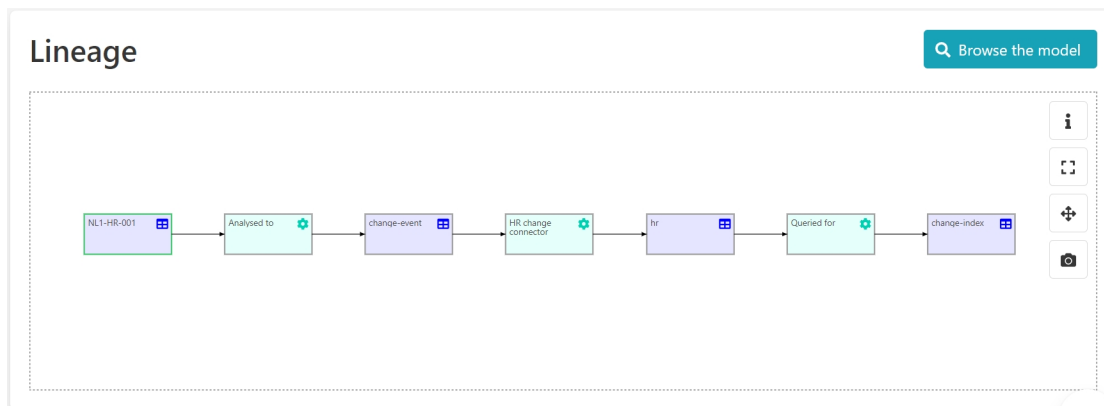 Lineage
Browse the model
NL1-HR-001
Analysed to
change-event
HR change
connector
hr
Queried for
change-index